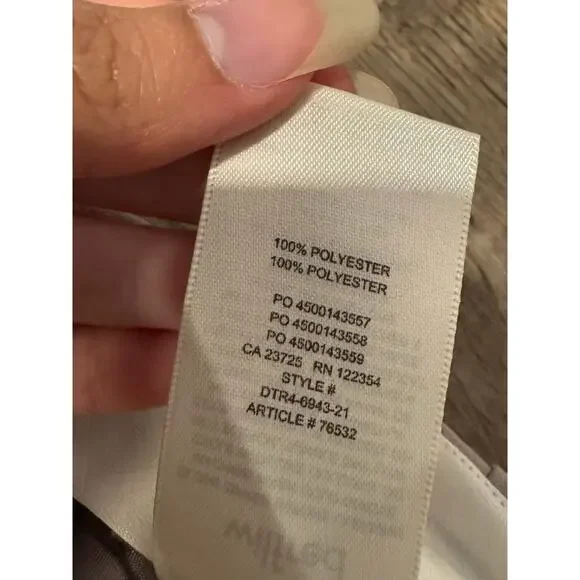 100% POLYESTER
100% POLYESTER
PO 4500143557
PO 4500143558
PO 4500143559
CA 23725 RN 122354
STYLE #
DTR4-6943-21
ARTICLE # 76532